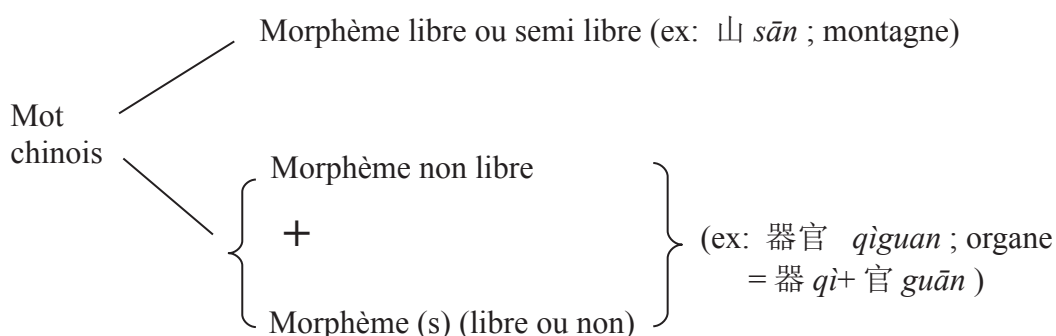 Morphème libre ou semi libre (ex: 山 sān ; montagne)
Mot
chinois
Morphème non libre
+
(ex: 器官 qìguan ; organe
= 器 qì+ 官 guān )
Morphème (s) (libre ou non)